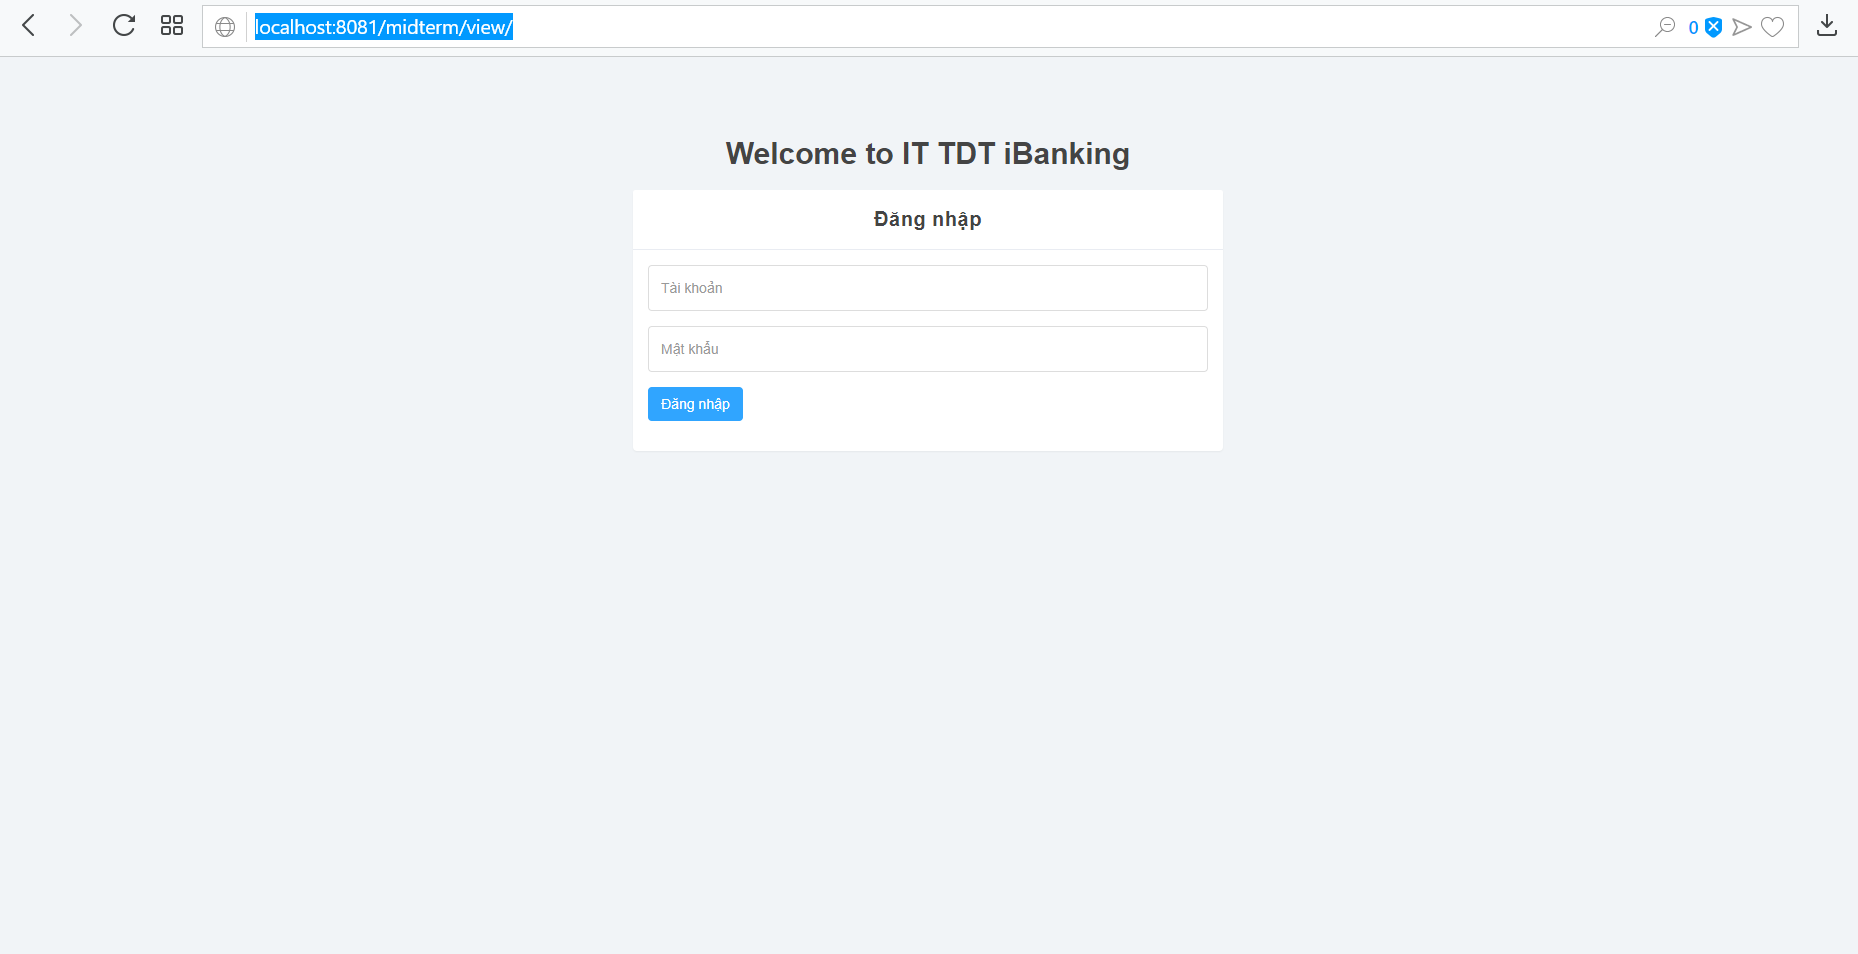 localhost:8081/midterm/view/
0
Welcome to IT TDT iBanking
Đăng nhập
Tài khoản
Mật khẩu
Đăng nhập